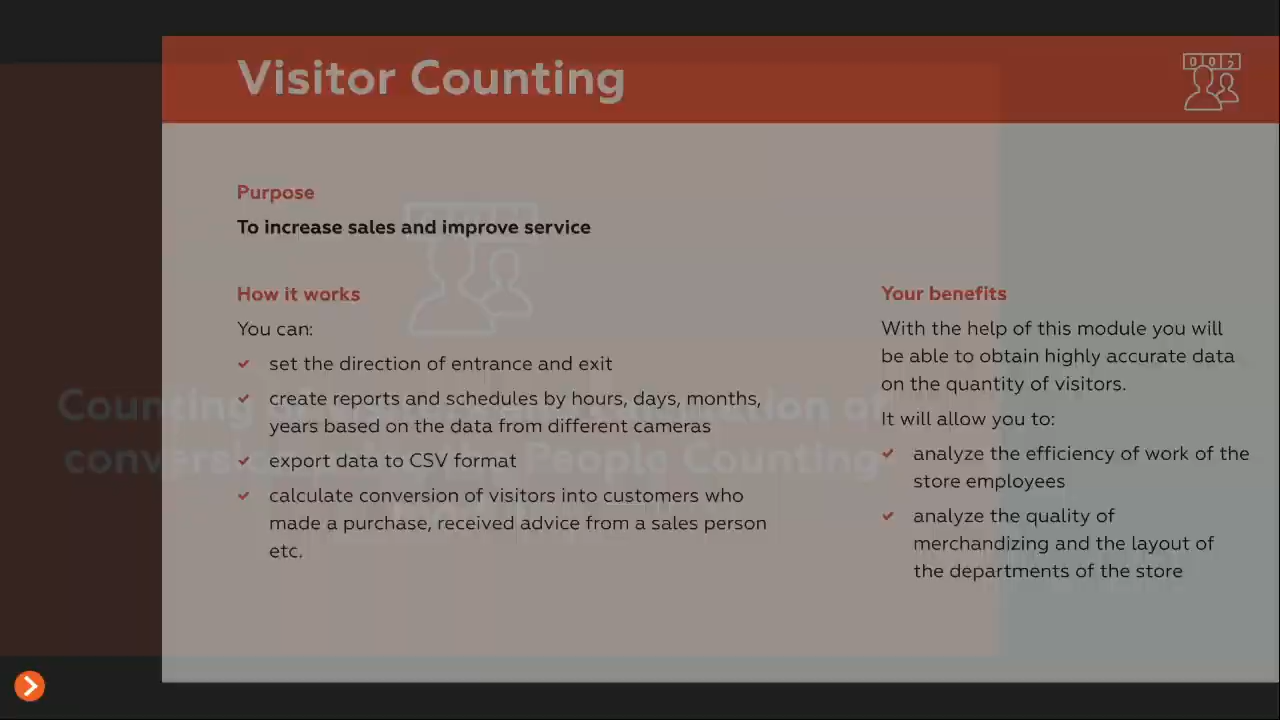 Visitor Counting
Purpose
To increase sales and improve service
How it works
You can:
set the direction of entrance and exit
create reports and schedules by hours, days, months,
years based on the data from different cameras
export data to CSV format
calculate conversion of visitors into customers who
made a purchase, received advice from a sales person
etc.
Your benefits
With the help of this module you will
be able to obtain highly accurate data
on the quantity of visitors.
It will allow you to:
analyze the efficiency of work of the
store employees
analyze the quality of
merchandizing and the layout of
the departments of the store
Counting of
People Counting